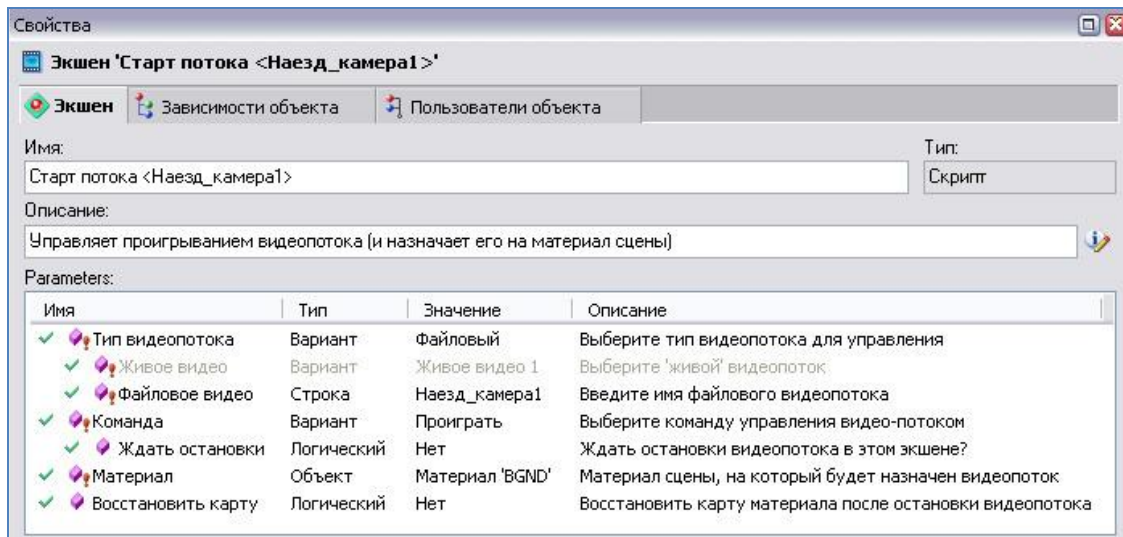 Свойства
Экшен 'Старт потока <Наезд_камера1>'
Экшен Зависимости объекта Пользователи объекта
Имя: Тип:
Старт потока <Наезд_камера1> Скрипт
Описание:
Управляет проигрыванием видеопотока (и назначает его на материал сцены)
Parameters:
Имя Тип Значение Описание
Тип видеопотока Вариант Файловый Выберите тип видеопотока для управления
Живое видео Вариант Живое видео 1 Выберите 'живой' видеопоток
Файловое видео Строка Наезд_камера1 Введите имя файлового видеопотока
Команда Вариант Проиграть Выберите команду управления видео-потоком
Ждать остановки Логический Нет Ждать остановки видеопотока в этом экшене?
Материал Объект Материал 'BGND' Материал сцены, на который будет назначен видеопоток
Восстановить карту Логический Нет Восстановить карту материала после остановки видеопотока